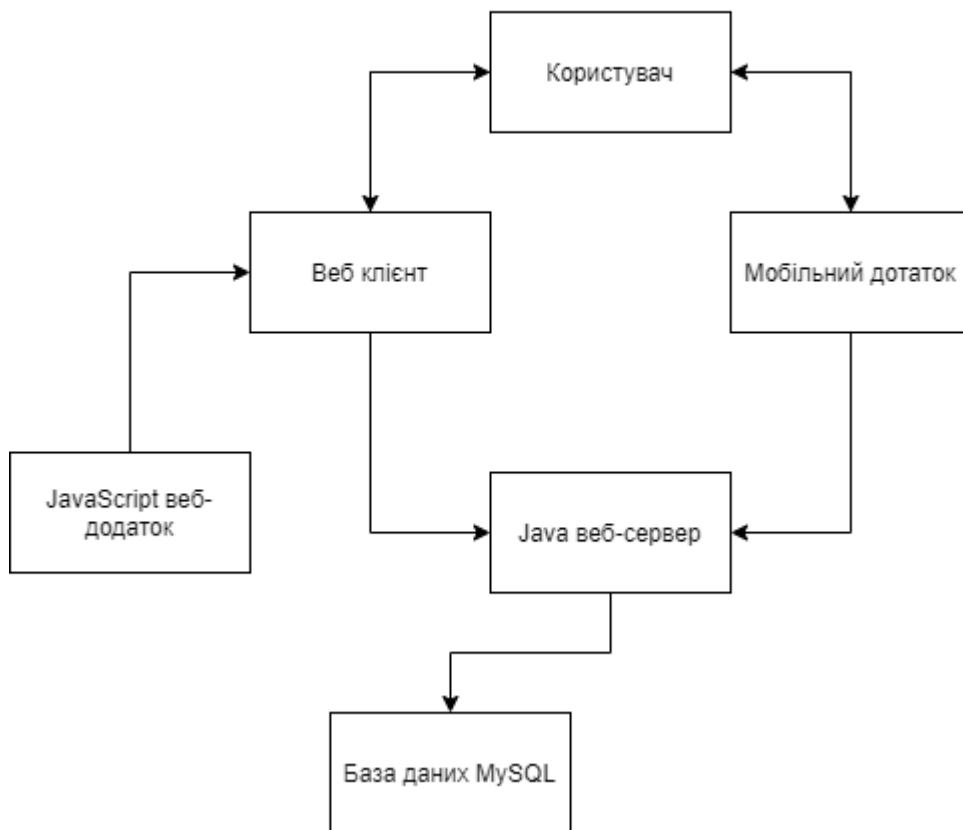 Користувач
Веб клієнт
Мобільний дотаток
JavaScript веб-
додаток
Java веб-сервер
База даних MySQL